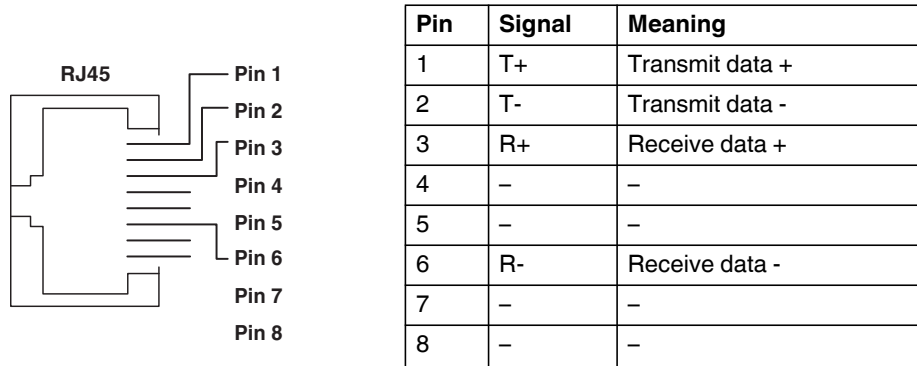 RJ45
Pin 1
Pin 2
Pin 3
Pin 4
Pin 5
Pin 6
Pin 7
Pin 8
Pin Signal Meaning
1 T+ Transmit data +
2 T- Transmit data -
3 R+ Receive data +
4 – –
5 – –
6 R- Receive data -
7 – –
8 – –